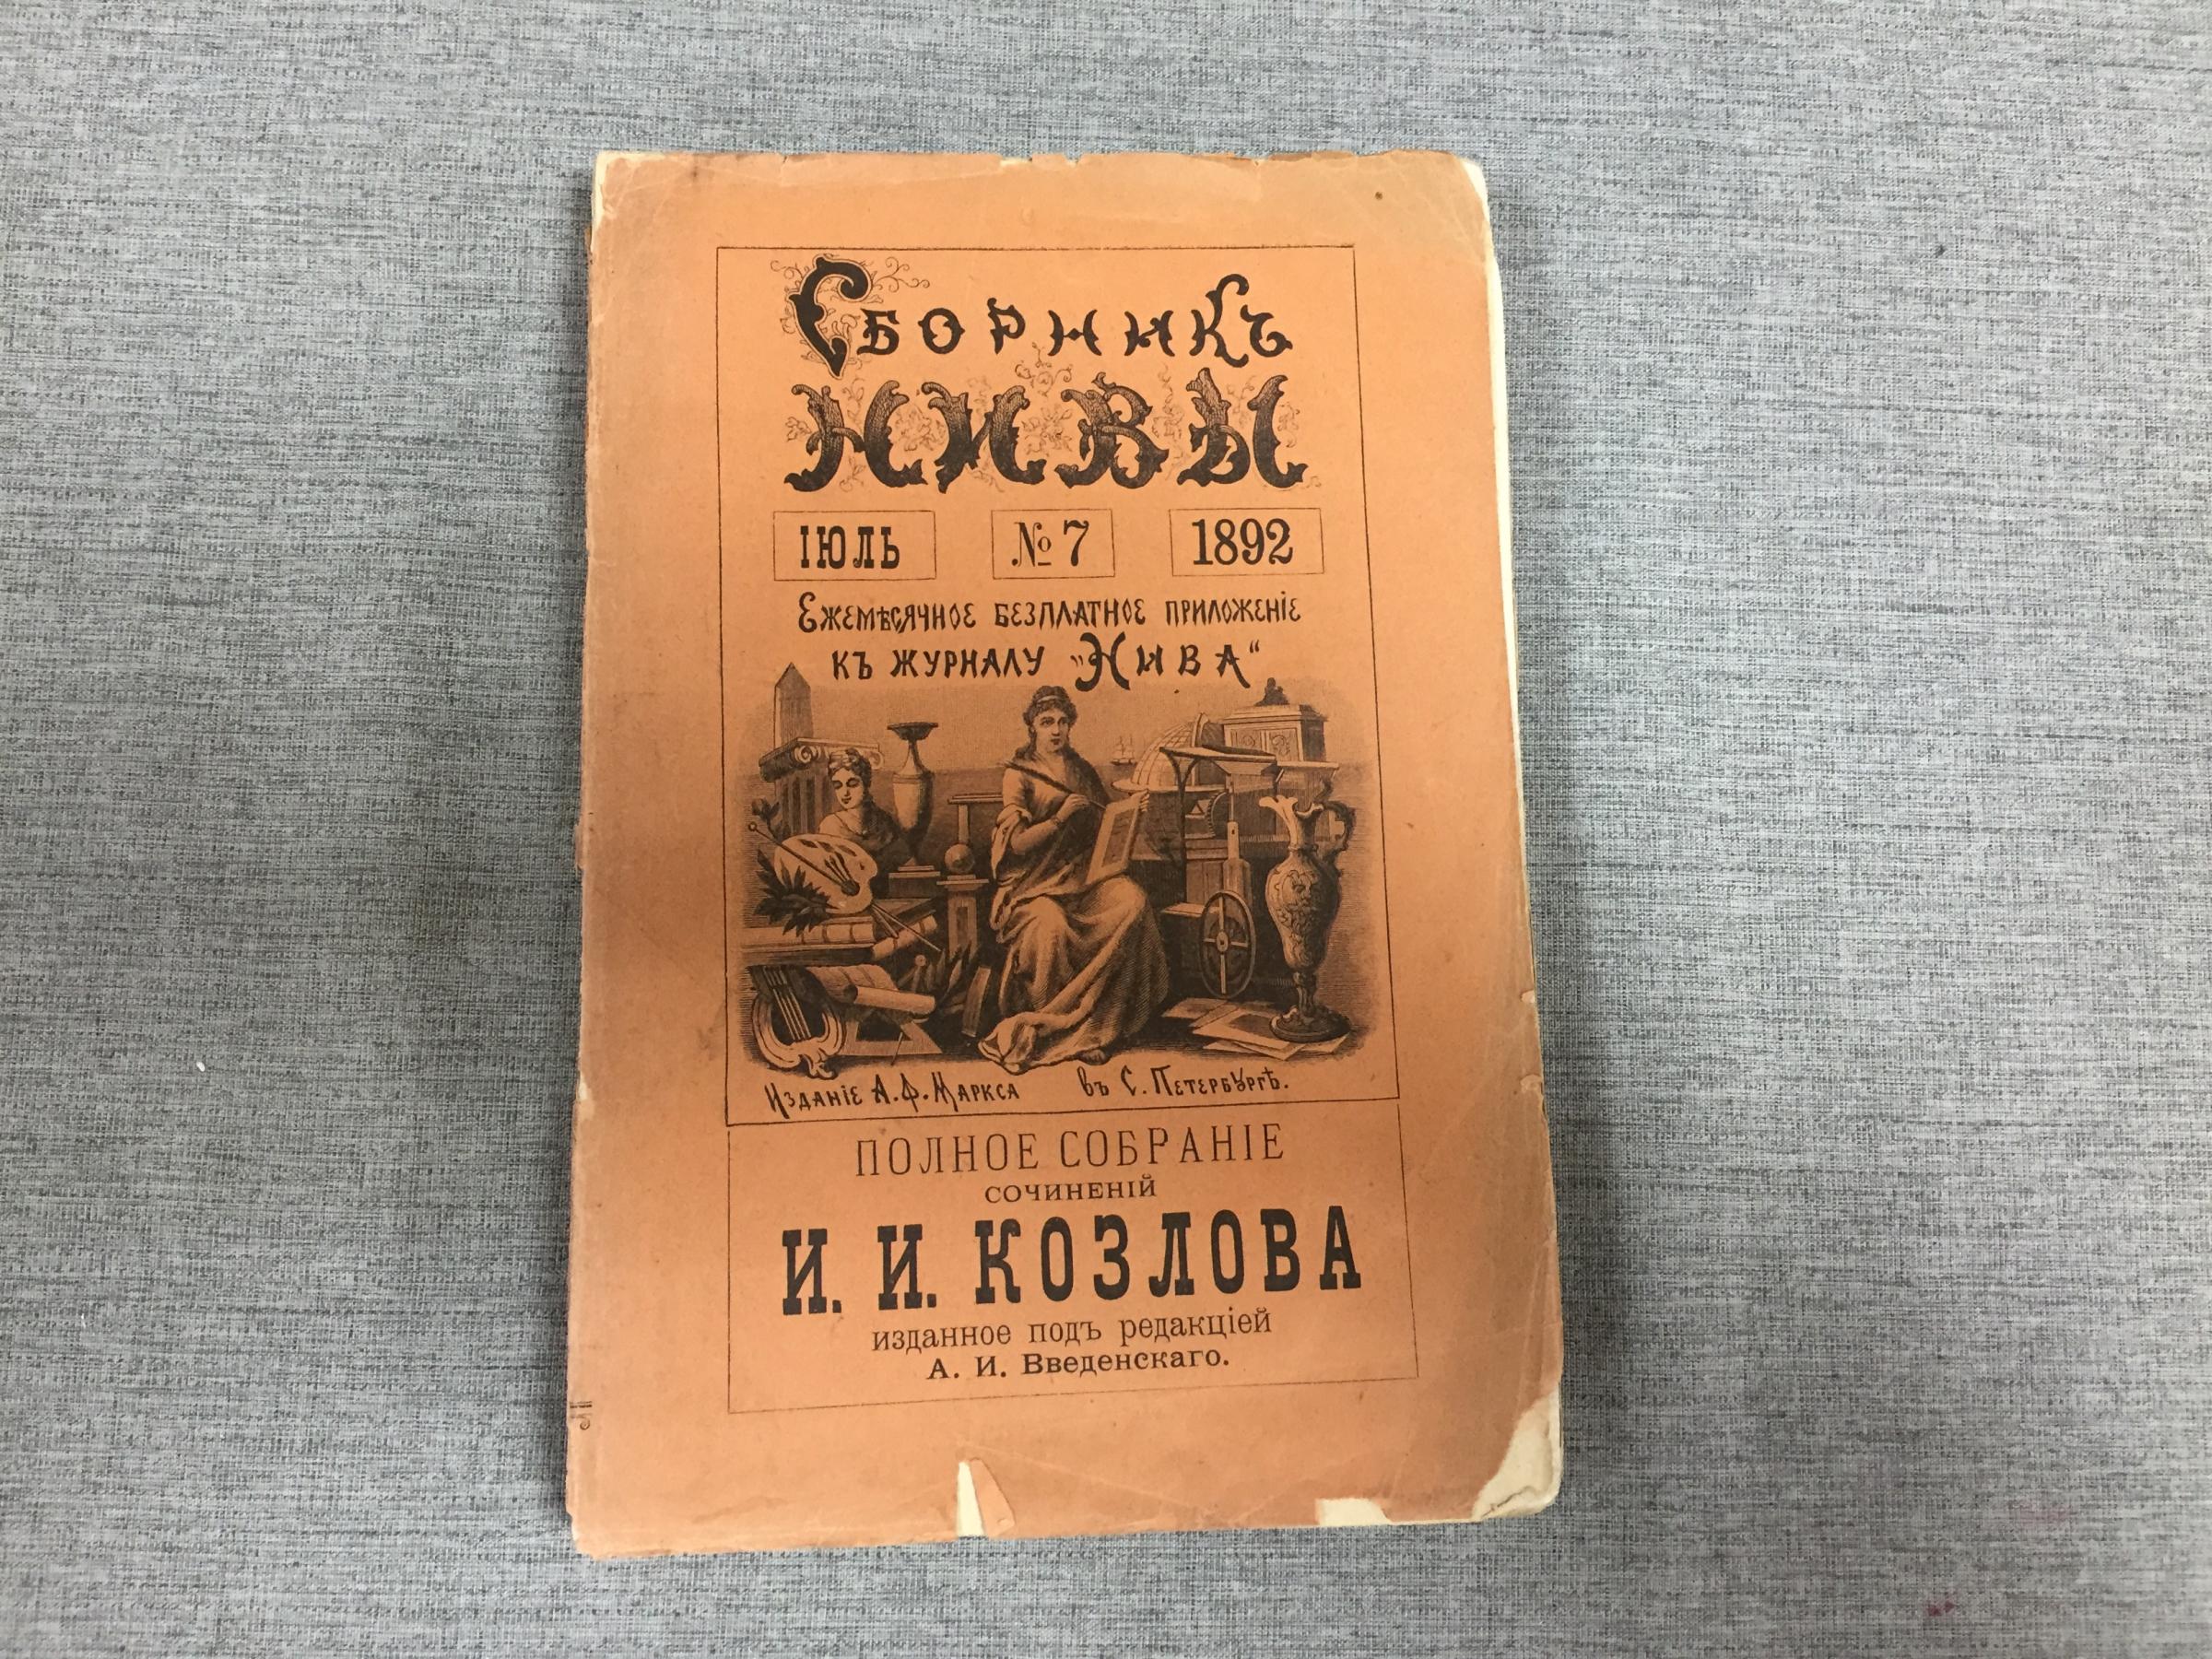 Сборникъ
Нивы
ІЮЛЬ № 7 1892
Ежемѣсячное безплатное приложеніе
къ журналу „Нива“
Изданіе А.Ф.Маркса въ С. Петербургѣ.
ПОЛНОЕ СОБРАНІЕ
СОЧИНЕНІЙ
И. И. КОЗЛОВА
изданное подъ редакціей
А. И. Введенскаго.